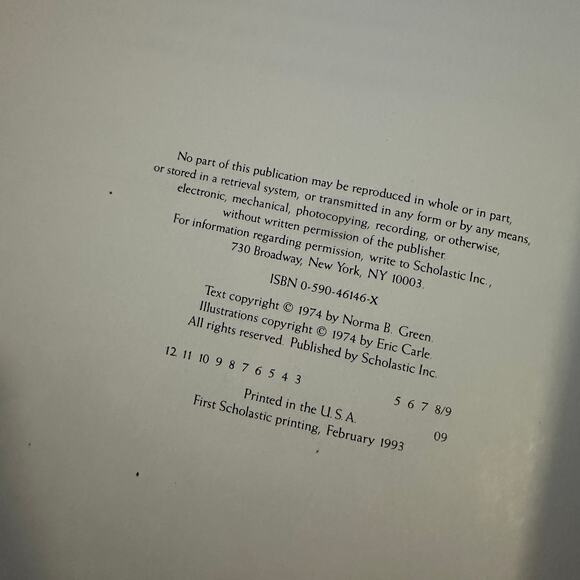 No part of this publication may be reproduced in whole or in part,
or stored in a retrieval system, or transmitted in any form or by any means,
electronic, mechanical, photocopying, recording, or otherwise,
without written permission of the publisher.
For information regarding permission, write to Scholastic Inc.,
730 Broadway, New York, NY 10003.
ISBN 0-590-46146-X
Text copyright © 1974 by Norma B. Green.
Illustrations copyright © 1974 by Eric Carle.
All rights reserved. Published by Scholastic Inc.
12 11 10 9 8 7 6 5 4 3 5 6 7 8/9
Printed in the U.S.A. 09
First Scholastic printing, February 1993